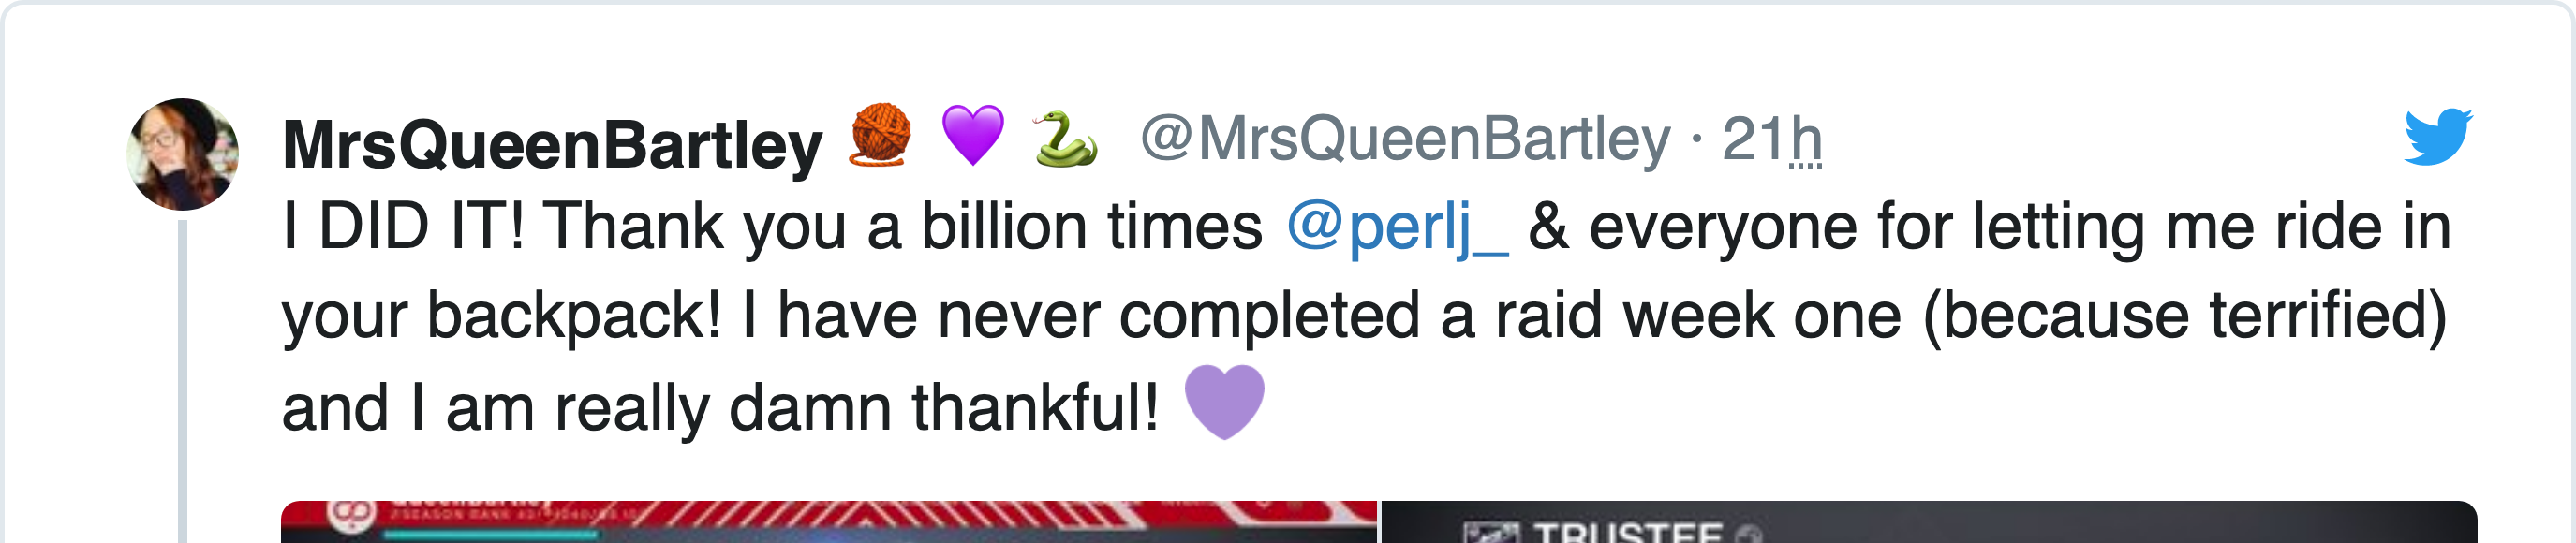 MrsQueenBartley 🧶 💜 🐍 @MrsQueenBartley · 21h
I DID IT! Thank you a billion times @perlj_ & everyone for letting me ride in
your backpack! I have never completed a raid week one (because terrified)
and I am really damn thankful! 💜
TRUSTEE